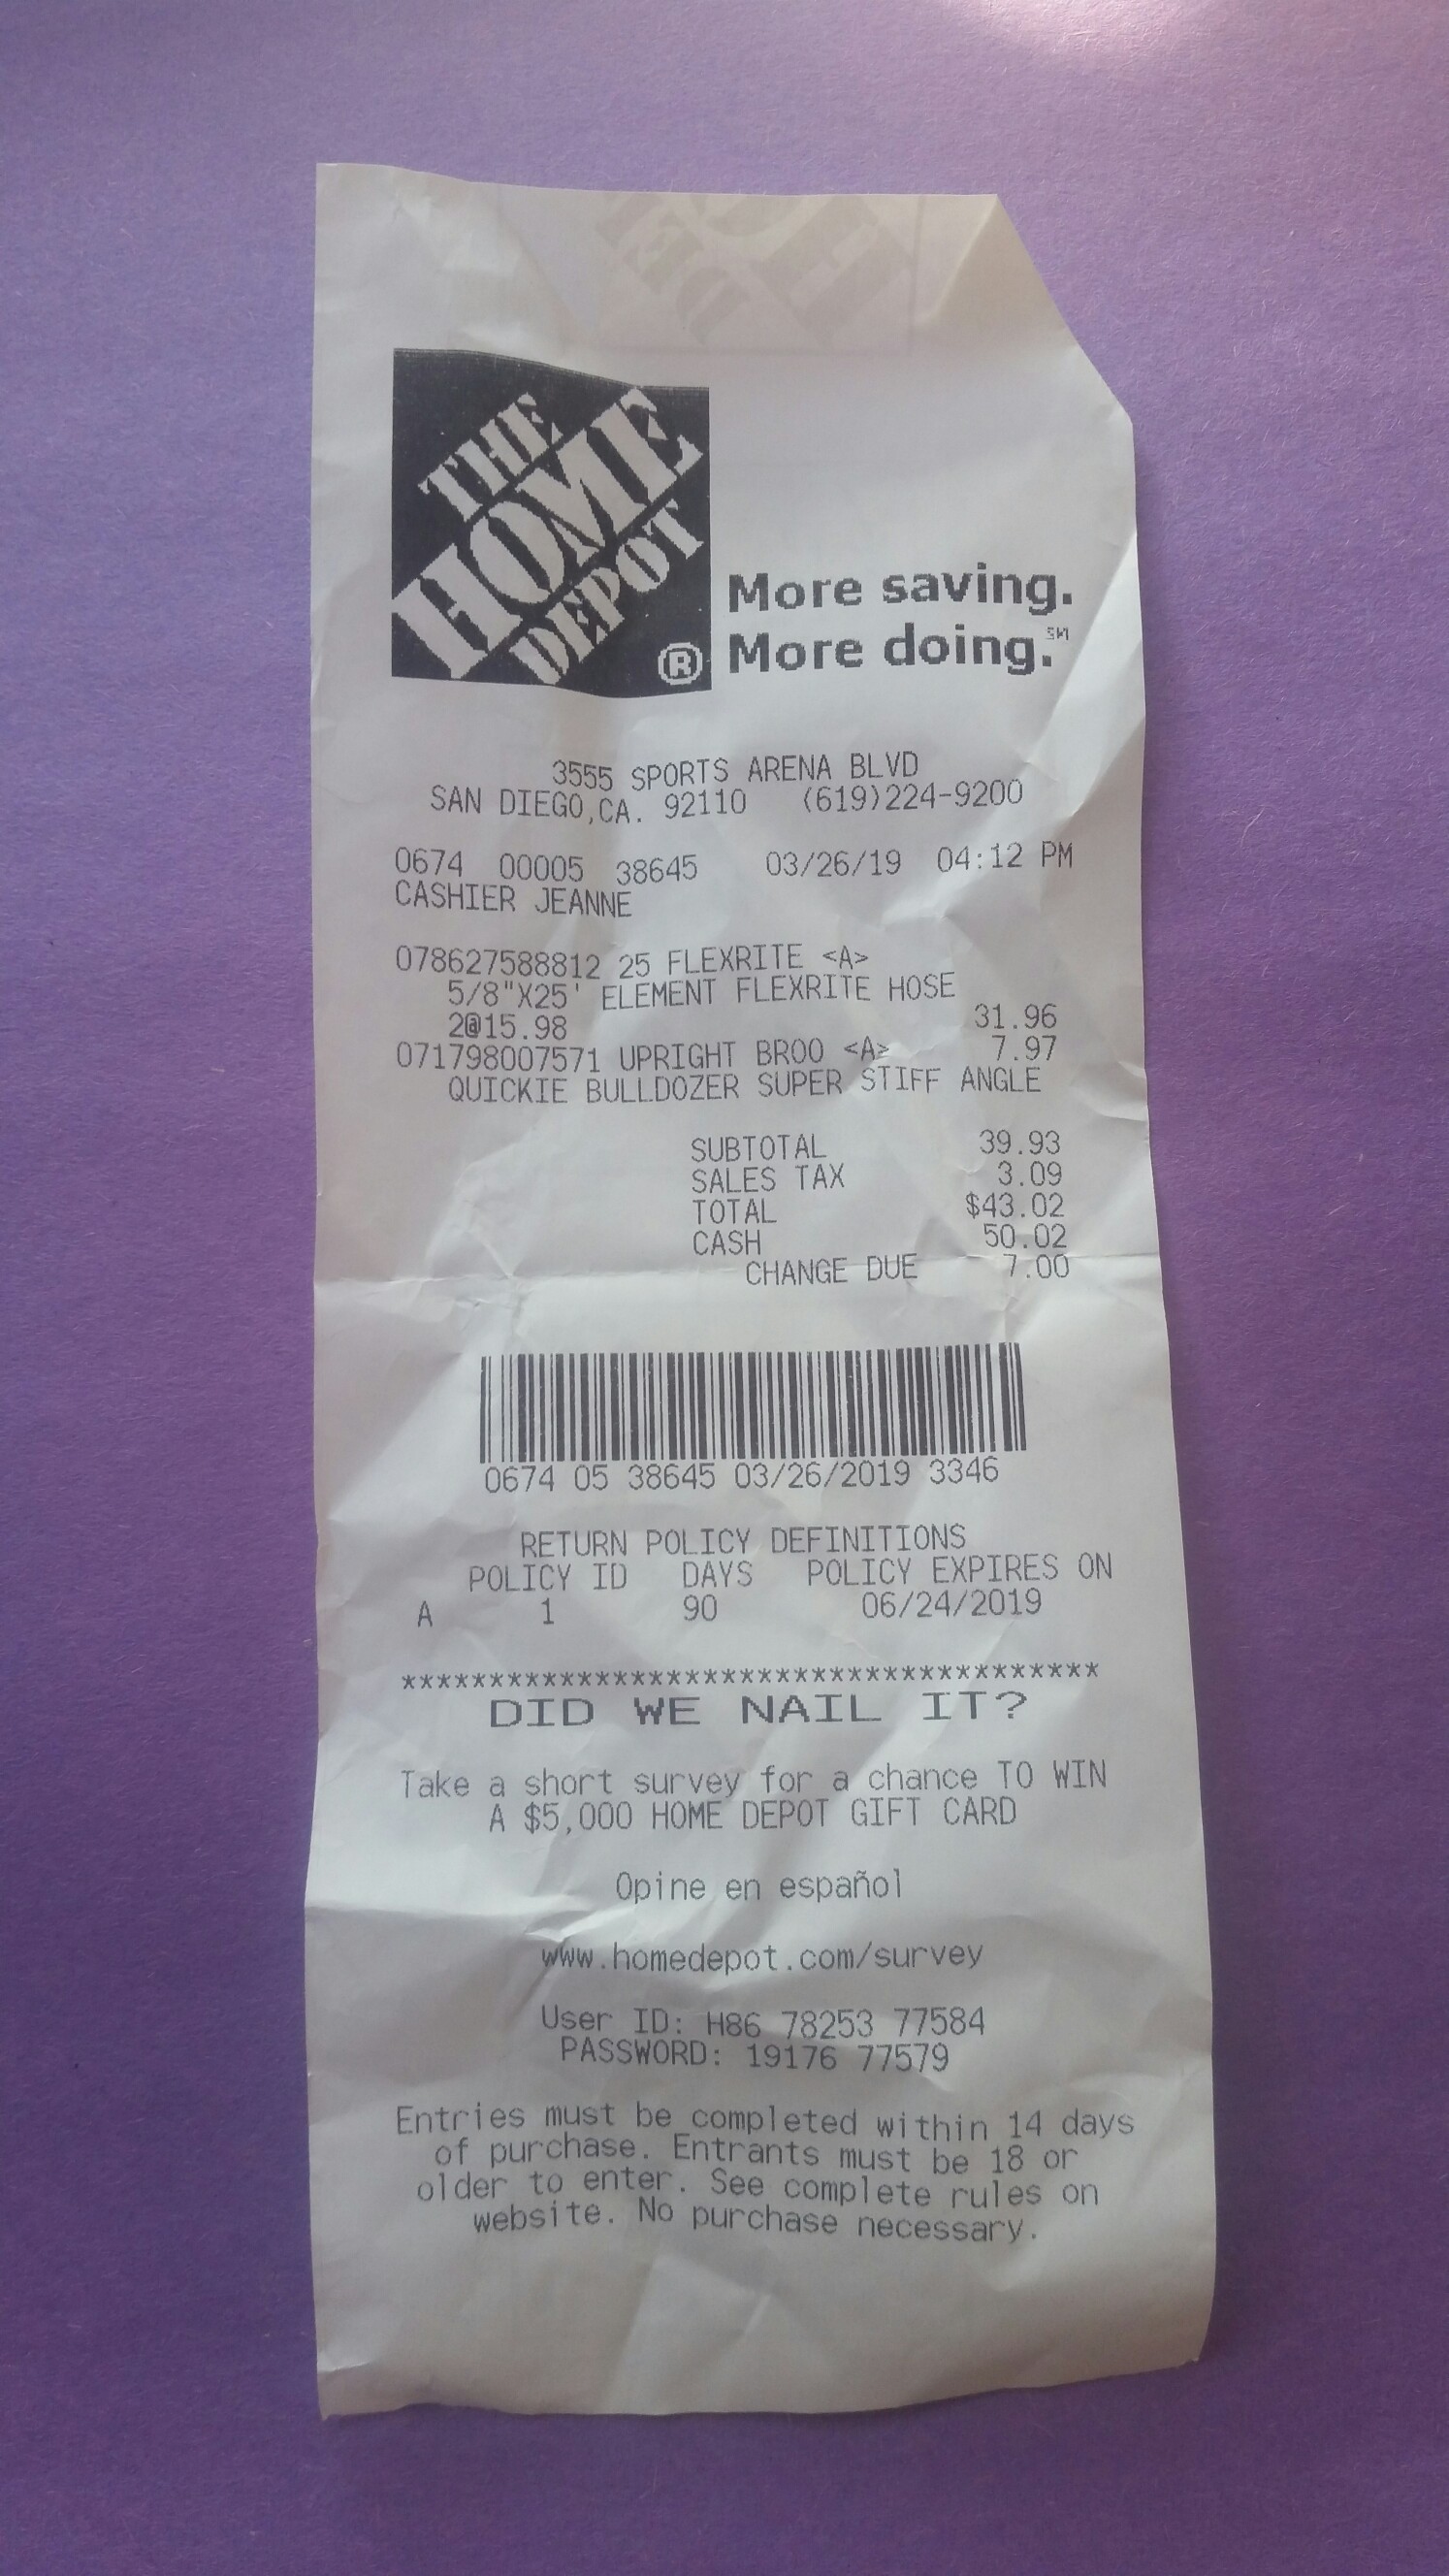 THE
HOME
DEPOT
®
More saving.
More doing.℠
3555 SPORTS ARENA BLVD
SAN DIEGO,CA. 92110 (619)224-9200
0674 00005 38645 03/26/19 04:12 PM
CASHIER JEANNE
078627588812 25 FLEXRITE <A>
5/8"X25' ELEMENT FLEXRITE HOSE
2@15.98 31.96
071798007571 UPRIGHT BROO <A> 7.97
QUICKIE BULLDOZER SUPER STIFF ANGLE
SUBTOTAL 39.93
SALES TAX 3.09
TOTAL $43.02
CASH 50.02
CHANGE DUE 7.00
0674 05 38645 03/26/2019 3346
RETURN POLICY DEFINITIONS
POLICY ID DAYS POLICY EXPIRES ON
A 1 90 06/24/2019
***************************************
DID WE NAIL IT?
Take a short survey for a chance TO WIN
A $5,000 HOME DEPOT GIFT CARD
Opine en español
www.homedepot.com/survey
User ID: H86 78253 77584
PASSWORD: 19176 77579
Entries must be completed within 14 days
of purchase. Entrants must be 18 or
older to enter. See complete rules on
website. No purchase necessary.